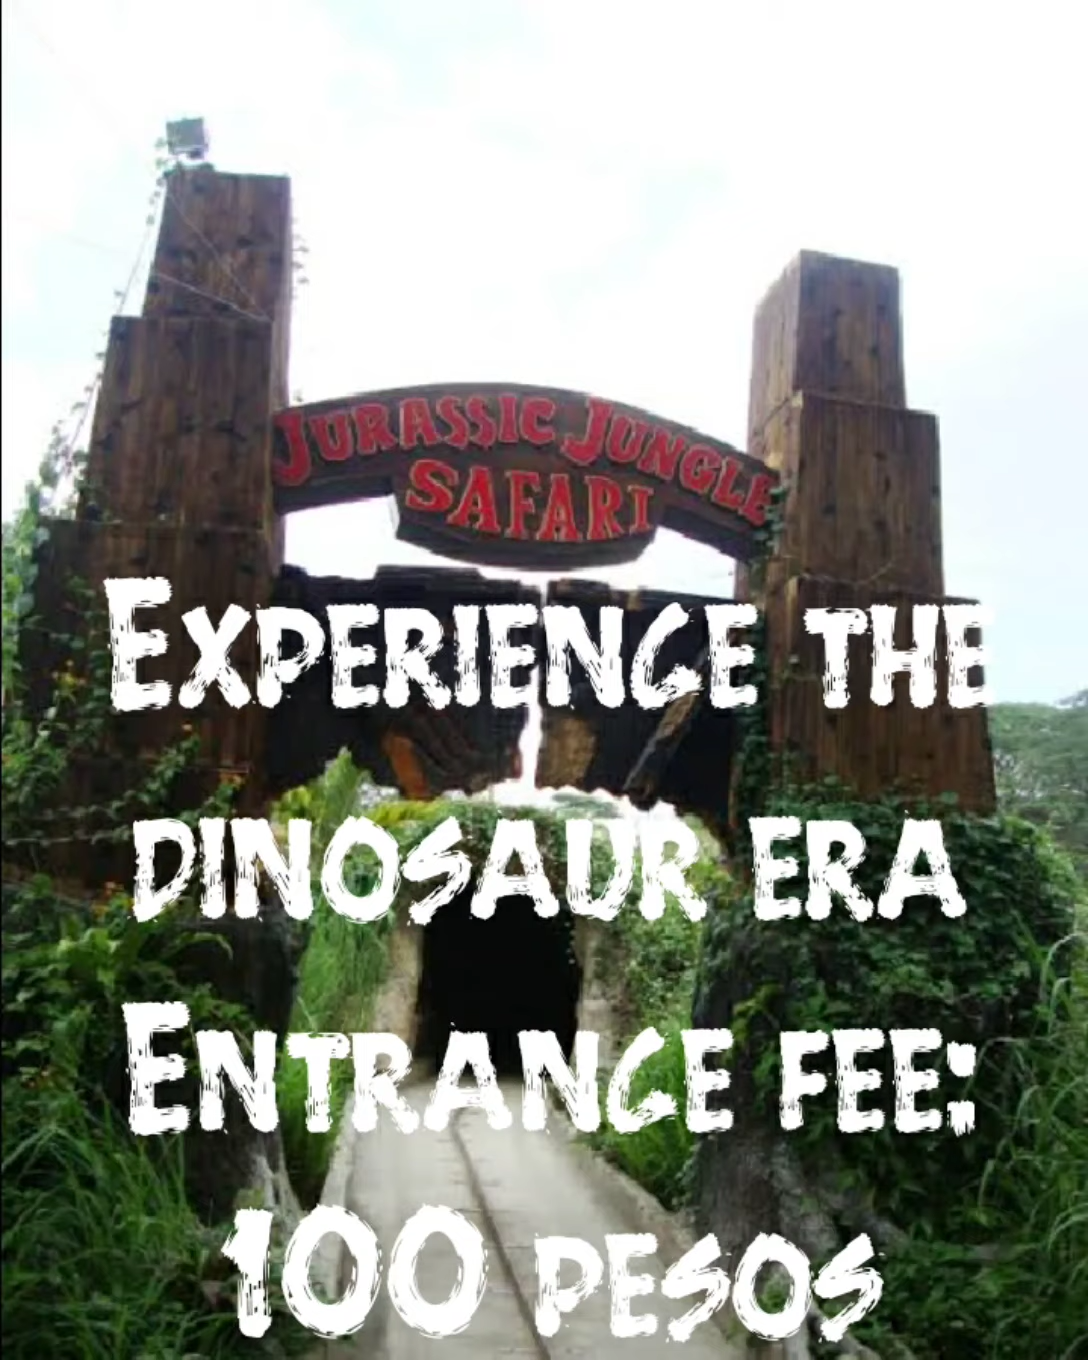 JURASSIC JUNGLE
SAFARI
EXPERIENCE THE
DINOSAUR ERA
ENTRANCE FEE:
100 PESOS